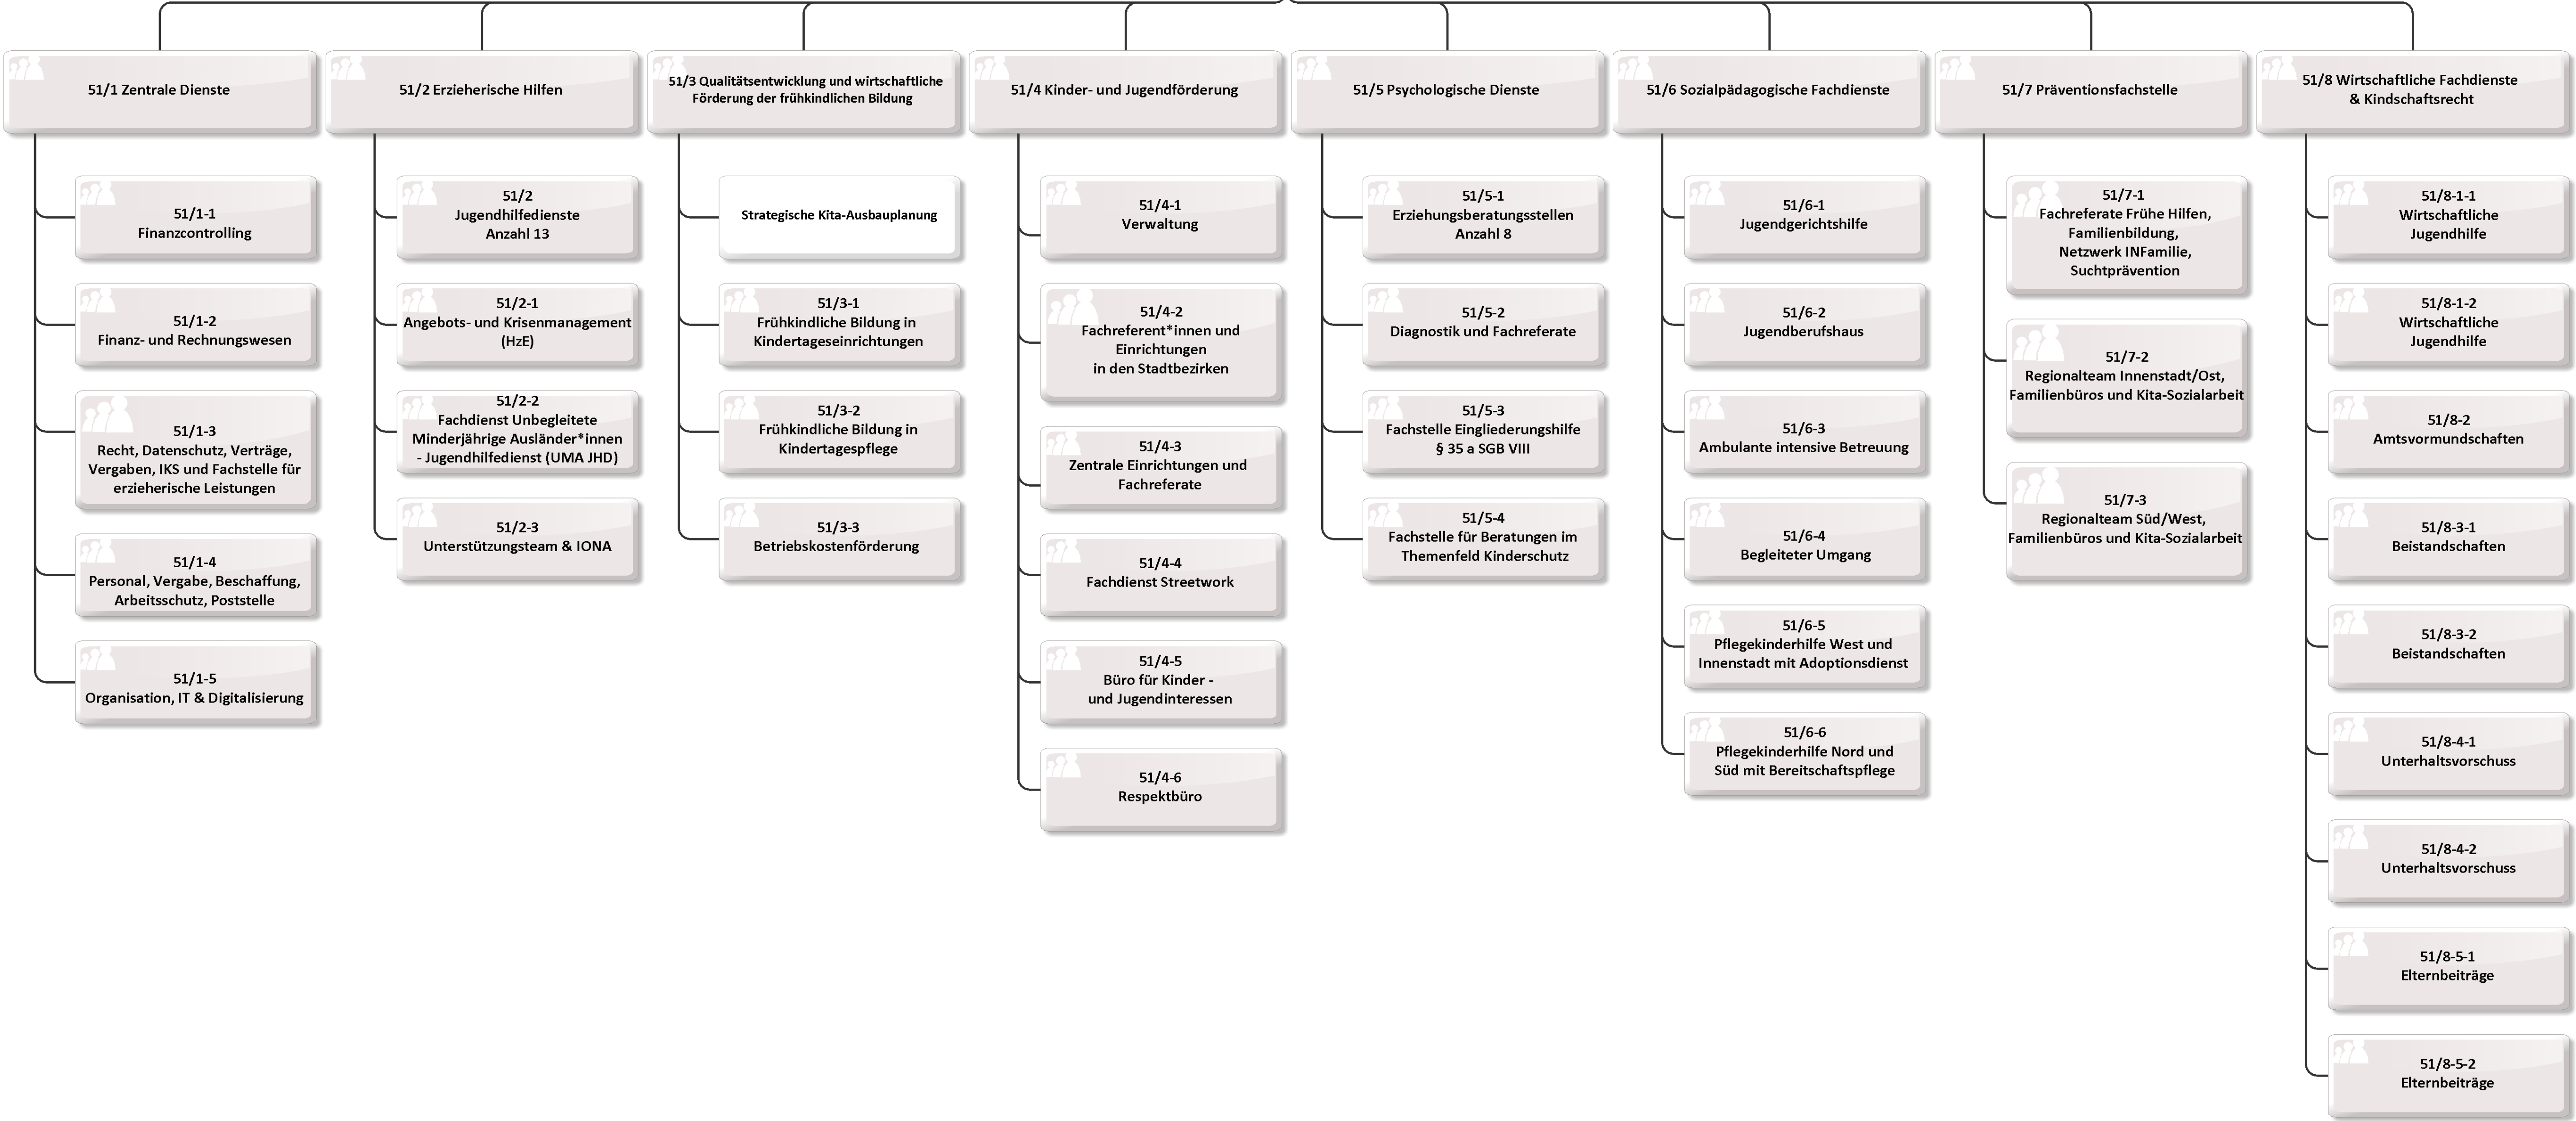 51/1 Zentrale Dienste
51/1-1
Finanzcontrolling
51/1-2
Finanz- und Rechnungswesen
51/1-3
Recht, Datenschutz, Verträge,
Vergaben, IKS und Fachstelle für
erzieherische Leistungen
51/1-4
Personal, Vergabe, Beschaffung,
Arbeitsschutz, Poststelle
51/1-5
Organisation, IT & Digitalisierung
51/2 Erzieherische Hilfen
51/2
Jugendhilfedienste
Anzahl 13
51/2-1
Angebots- und Krisenmanagement
(HzE)
51/2-2
Fachdienst Unbegleitete
Minderjährige Ausländer*innen
- Jugendhilfedienst (UMA JHD)
51/2-3
Unterstützungsteam & IONA
51/3 Qualitätsentwicklung und wirtschaftliche
Förderung der frühkindlichen Bildung
Strategische Kita-Ausbauplanung
51/3-1
Frühkindliche Bildung in
Kindertageseinrichtungen
51/3-2
Frühkindliche Bildung in
Kindertagespflege
51/3-3
Betriebskostenförderung
51/4 Kinder- und Jugendförderung
51/4-1
Verwaltung
51/4-2
Fachreferent*innen und
Einrichtungen
in den Stadtbezirken
51/4-3
Zentrale Einrichtungen und
Fachreferate
51/4-4
Fachdienst Streetwork
51/4-5
Büro für Kinder -
und Jugendinteressen
51/4-6
Respektbüro
51/5 Psychologische Dienste
51/5-1
Erziehungsberatungsstellen
Anzahl 8
51/5-2
Diagnostik und Fachreferate
51/5-3
Fachstelle Eingliederungshilfe
§ 35 a SGB VIII
51/5-4
Fachstelle für Beratungen im
Themenfeld Kinderschutz
51/6 Sozialpädagogische Fachdienste
51/6-1
Jugendgerichtshilfe
51/6-2
Jugendberufshaus
51/6-3
Ambulante intensive Betreuung
51/6-4
Begleiteter Umgang
51/6-5
Pflegekinderhilfe West und
Innenstadt mit Adoptionsdienst
51/6-6
Pflegekinderhilfe Nord und
Süd mit Bereitschaftspflege
51/7 Präventionsfachstelle
51/7-1
Fachreferate Frühe Hilfen,
Familienbildung,
Netzwerk INFamilie,
Suchtprävention
51/7-2
Regionalteam Innenstadt/Ost,
Familienbüros und Kita-Sozialarbeit
51/7-3
Regionalteam Süd/West,
Familienbüros und Kita-Sozialarbeit
51/8 Wirtschaftliche Fachdienste
& Kindschaftsrecht
51/8-1-1
Wirtschaftliche
Jugendhilfe
51/8-1-2
Wirtschaftliche
Jugendhilfe
51/8-2
Amtsvormundschaften
51/8-3-1
Beistandschaften
51/8-3-2
Beistandschaften
51/8-4-1
Unterhaltsvorschuss
51/8-4-2
Unterhaltsvorschuss
51/8-5-1
Elternbeiträge
51/8-5-2
Elternbeiträge